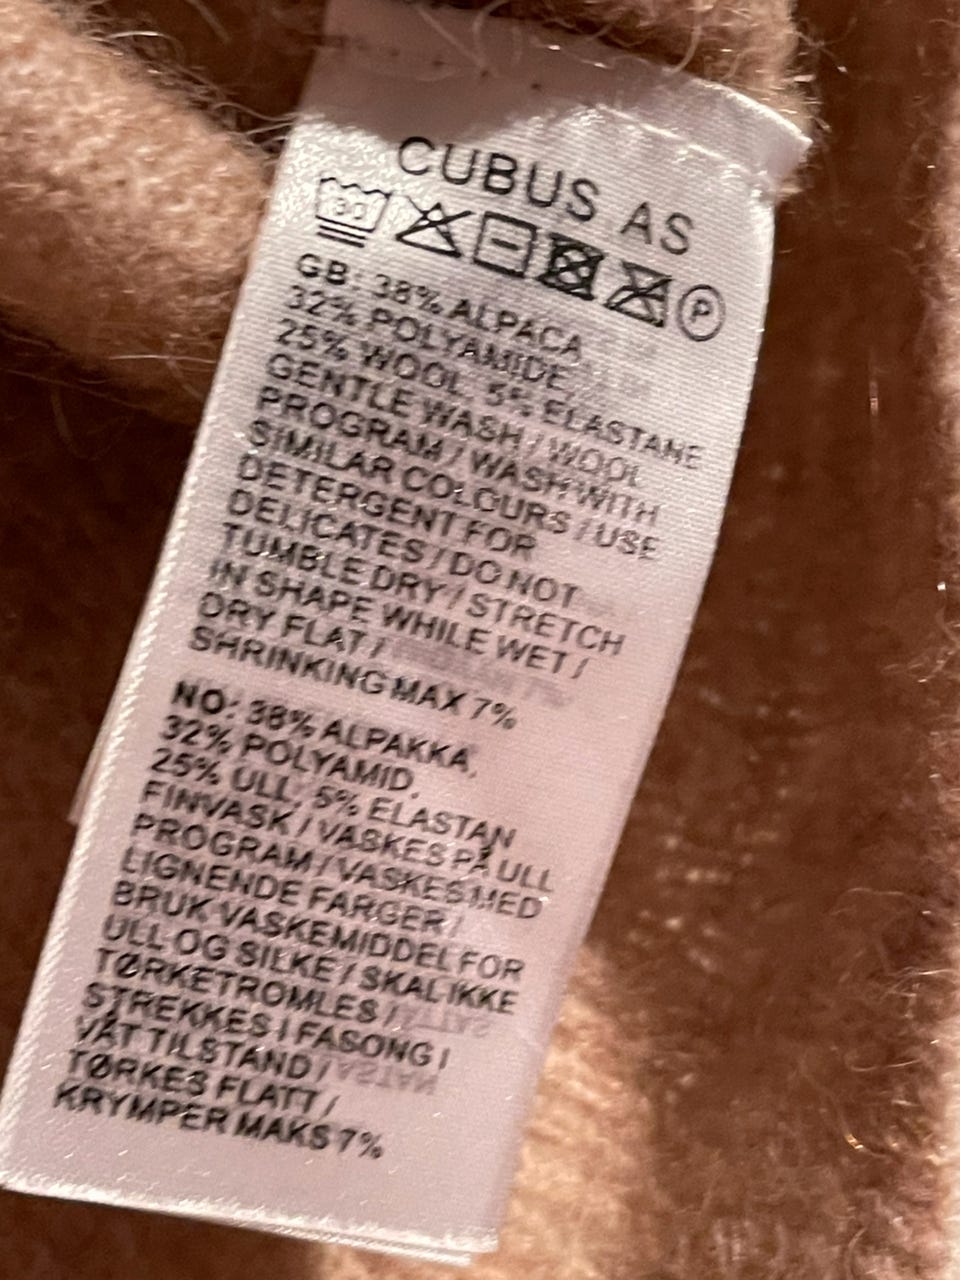 CUBUS AS
30 P
GB: 38% ALPACA,
32% POLYAMIDE,
25% WOOL, 5% ELASTANE
GENTLE WASH / WOOL
PROGRAM / WASH WITH
SIMILAR COLOURS / USE
DETERGENT FOR
DELICATES / DO NOT
TUMBLE DRY / STRETCH
IN SHAPE WHILE WET /
DRY FLAT /
SHRINKING MAX 7%
NO: 38% ALPAKKA,
32% POLYAMID,
25% ULL, 5% ELASTAN
FINVASK / VASKES PÅ ULL
PROGRAM / VASKES MED
LIGNENDE FARGER /
BRUK VASKEMIDDEL FOR
ULL OG SILKE / SKAL IKKE
TØRKETROMLES /
STREKKES I FASONG I
VÅT TILSTAND /
TØRKES FLATT /
KRYMPER MAKS 7%